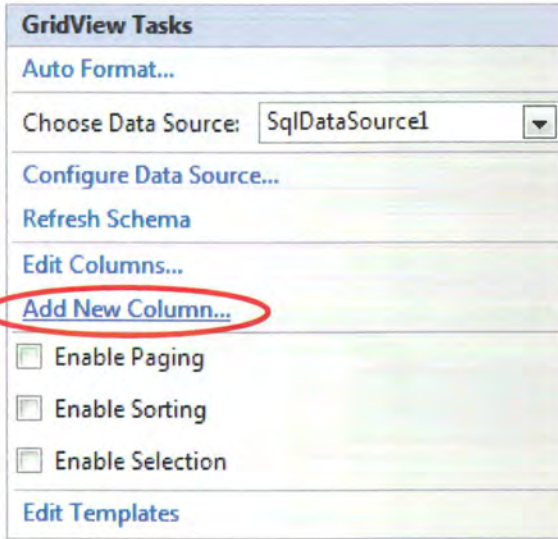 GridView Tasks
Auto Format...
Choose Data Source: SqlDataSource1
Configure Data Source...
Refresh Schema
Edit Columns...
Add New Column...
Enable Paging
Enable Sorting
Enable Selection
Edit Templates